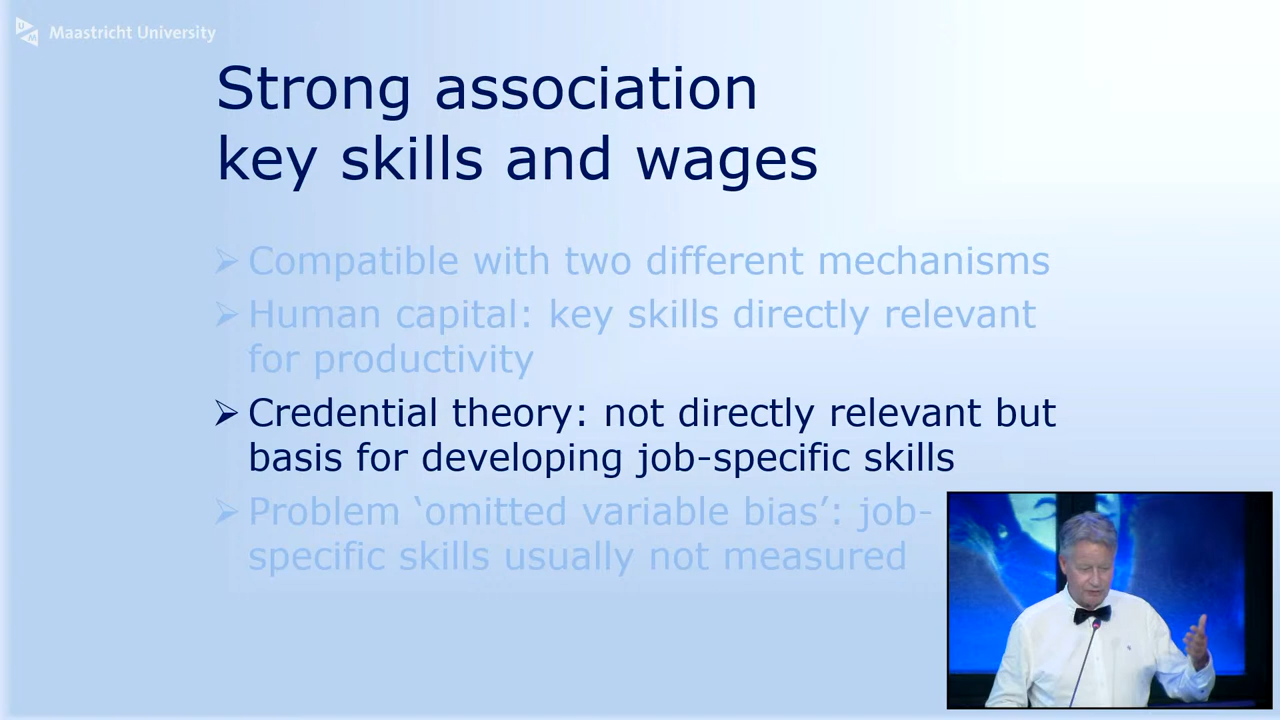 Maastricht University
Strong association
key skills and wages
➢ Compatible with two different mechanisms
➢ Human capital: key skills directly relevant
for productivity
➢ Credential theory: not directly relevant but
basis for developing job-specific skills
➢ Problem ‘omitted variable bias’: job-
specific skills usually not measured